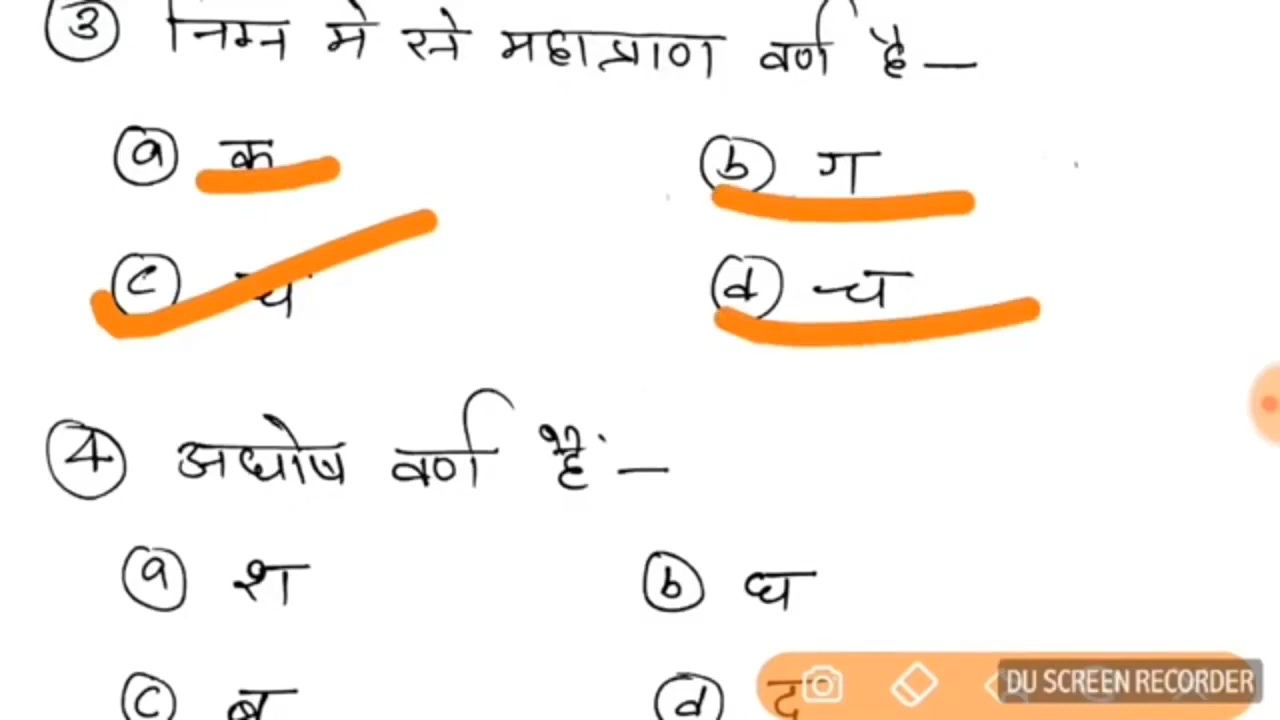 ③ निम्न मे से महाप्राण वर्ण है —
ⓐ क ⓑ ग
ⓒ घ ⓓ च
④ अघोष वर्ण हैं —
ⓐ श ⓑ घ
ⓒ ब ⓓ द
DU SCREEN RECORDER